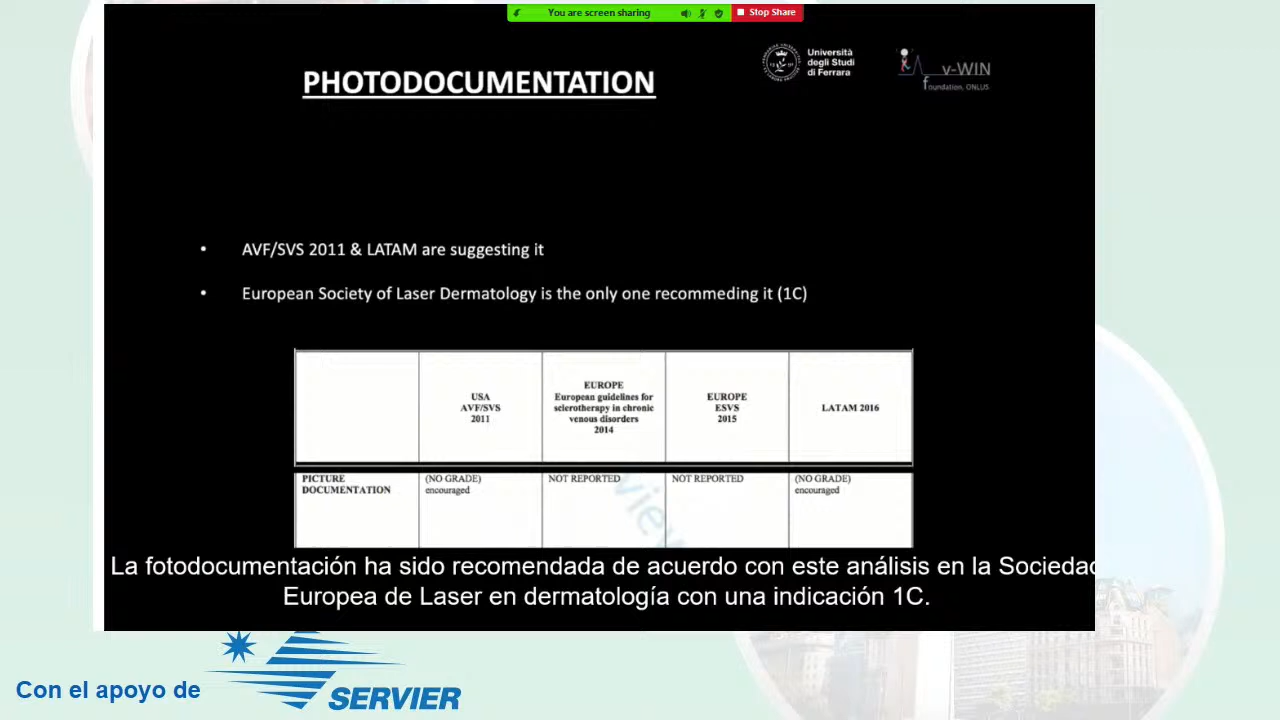 You are screen sharing
Stop Share
PHOTODOCUMENTATION
Università
degli Studi
di Ferrara
v-WIN
foundation, ONLUS
• AVF/SVS 2011 & LATAM are suggesting it
• European Society of Laser Dermatology is the only one recommeding it (1C)
USA
AVF/SVS
2011
EUROPE
European guidelines for
sclerotherapy in chronic
venous disorders
2014
EUROPE
ESVS
2015
LATAM 2016
PICTURE
DOCUMENTATION
(NO GRADE)
encouraged
NOT REPORTED
NOT REPORTED
(NO GRADE)
encouraged
La fotodocumentación ha sido recomendada de acuerdo con este análisis en la Sociedad
Europea de Laser en dermatología con una indicación 1C.
Con el apoyo de
SERVIER